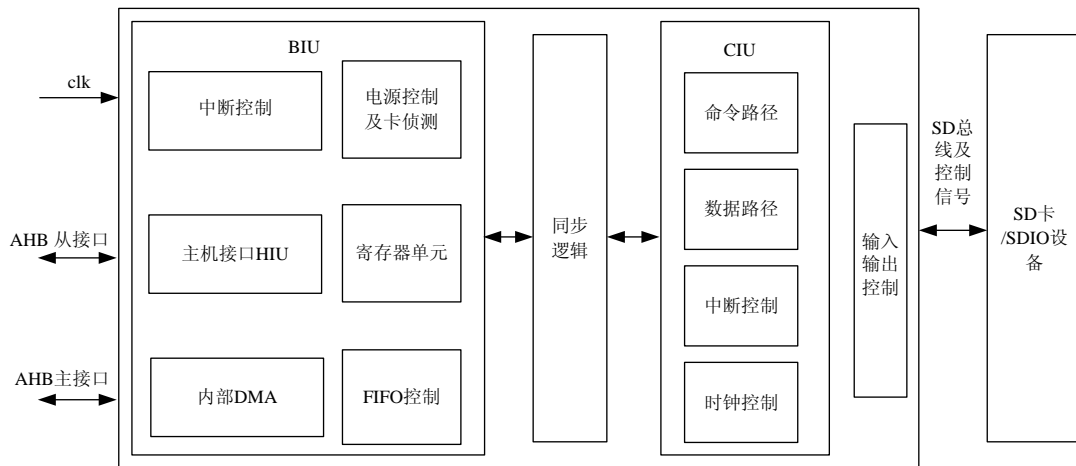 clk
AHB 从接口
AHB主接口
BIU
中断控制
电源控制
及卡侦测
主机接口HIU
寄存器单元
内部DMA
FIFO控制
同步
逻辑
CIU
命令路径
数据路径
中断控制
时钟控制
输入
输出
控制
SD总
线及
控制
信号
SD卡
/SDIO设
备